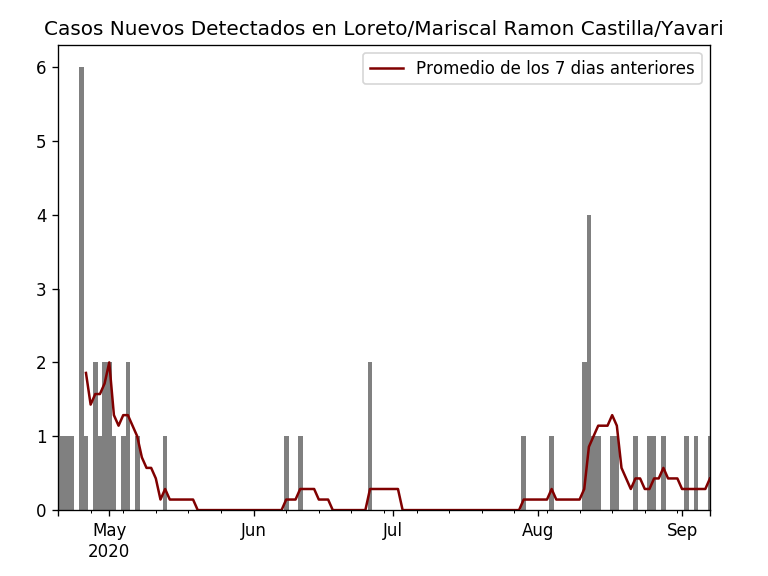 Casos Nuevos Detectados en Loreto/Mariscal Ramon Castilla/Yavari
Promedio de los 7 dias anteriores
6
5
4
3
2
1
0
May Jun Jul Aug Sep
2020